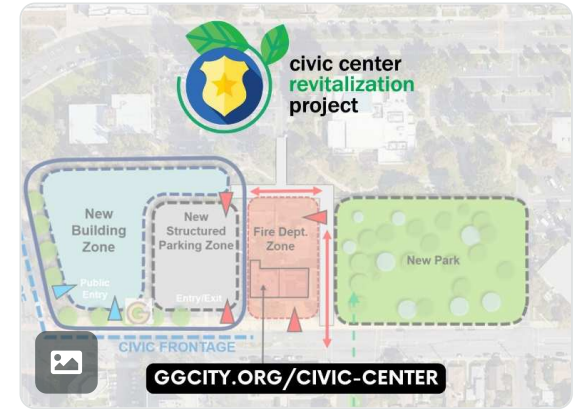 civic center
revitalization
project
New
Building
Zone
New
Structured
Parking Zone
Fire Dept.
Zone
New Park
Public
Entry
Entry/Exit
G
CIVIC FRONTAGE
GGCITY.ORG/CIVIC-CENTER